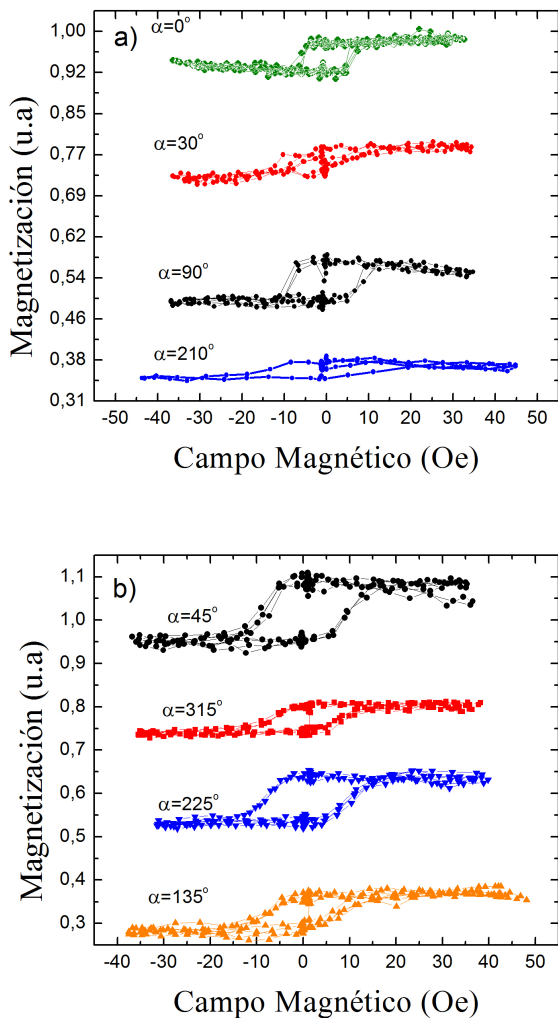 a)
α=0°
α=30°
α=90°
α=210°
1,00
0,92
0,84
0,77
0,69
0,62
0,54
0,46
0,38
0,31
Magnetización (u.a)
-50 -40 -30 -20 -10 0 10 20 30 40 50
Campo Magnético (Oe)
b)
α=45°
α=315°
α=225°
α=135°
1,1
1,0
0,9
0,8
0,7
0,6
0,5
0,4
0,3
Magnetización (u.a)
-40 -30 -20 -10 0 10 20 30 40 50
Campo Magnético (Oe)